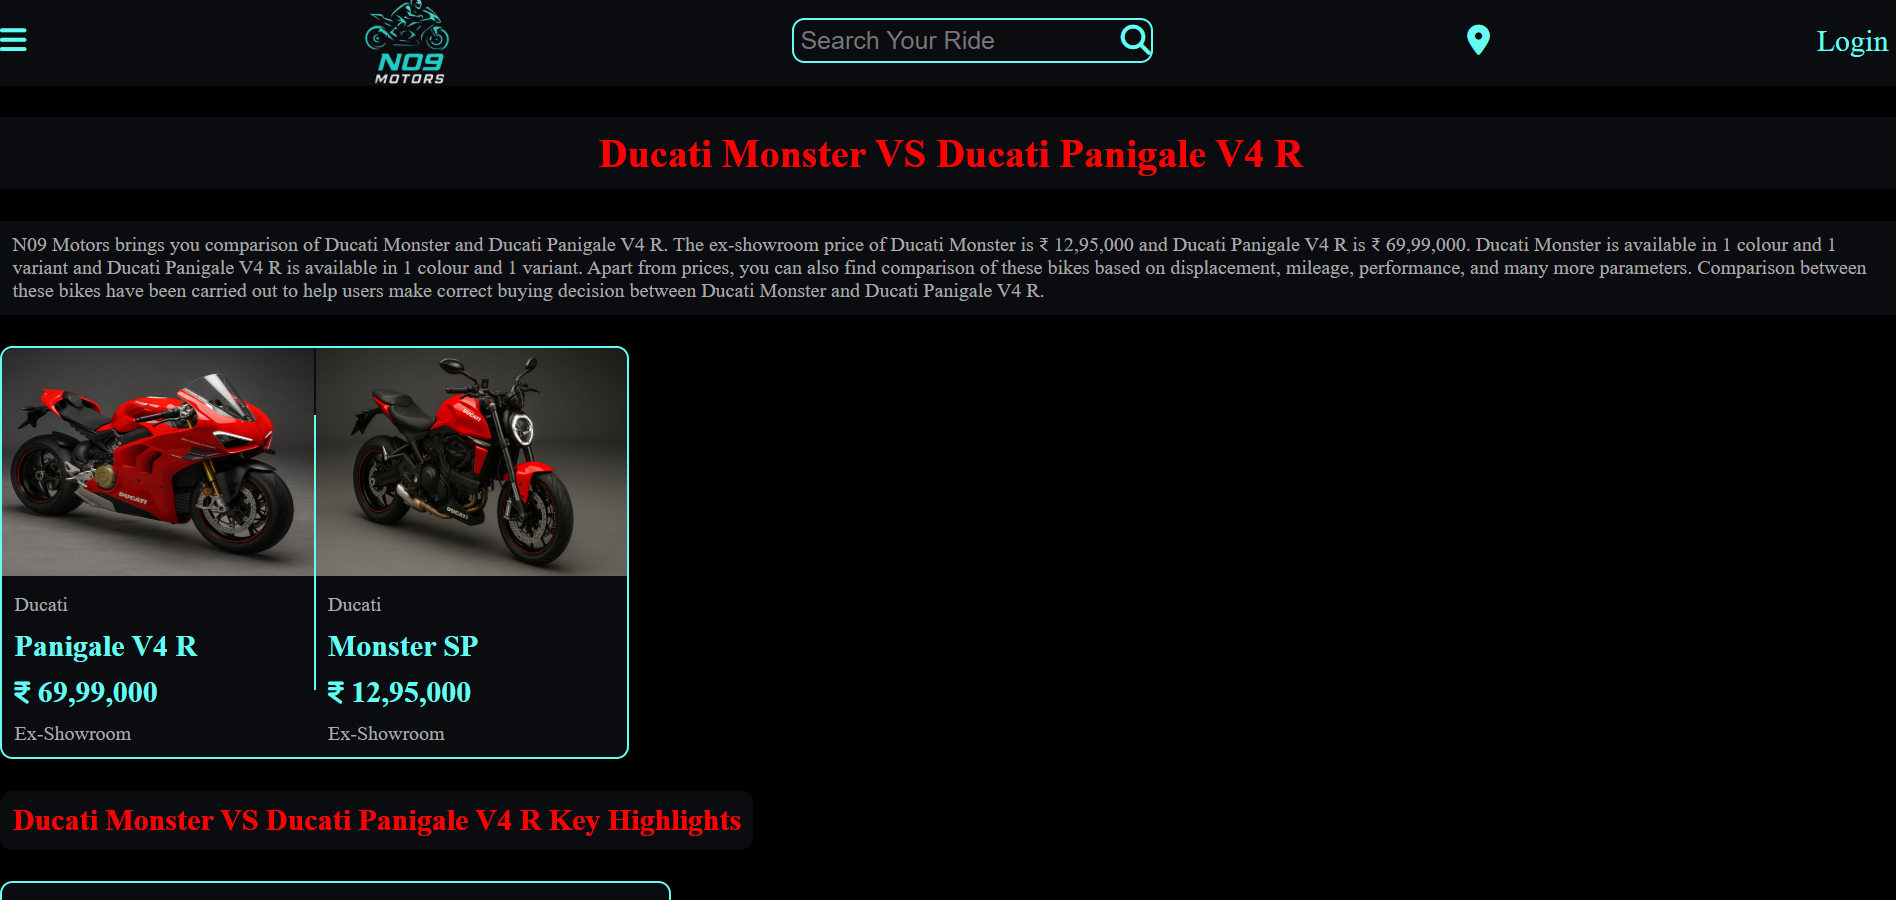 NO9
MOTORS
Search Your Ride
Login
Ducati Monster VS Ducati Panigale V4 R
N09 Motors brings you comparison of Ducati Monster and Ducati Panigale V4 R. The ex-showroom price of Ducati Monster is ₹ 12,95,000 and Ducati Panigale V4 R is ₹ 69,99,000. Ducati Monster is available in 1 colour and 1
variant and Ducati Panigale V4 R is available in 1 colour and 1 variant. Apart from prices, you can also find comparison of these bikes based on displacement, mileage, performance, and many more parameters. Comparison between
these bikes have been carried out to help users make correct buying decision between Ducati Monster and Ducati Panigale V4 R.
DUCATI
DUCATI
DUCATI
Ducati
Panigale V4 R
₹ 69,99,000
Ex-Showroom
Ducati
Monster SP
₹ 12,95,000
Ex-Showroom
Ducati Monster VS Ducati Panigale V4 R Key Highlights